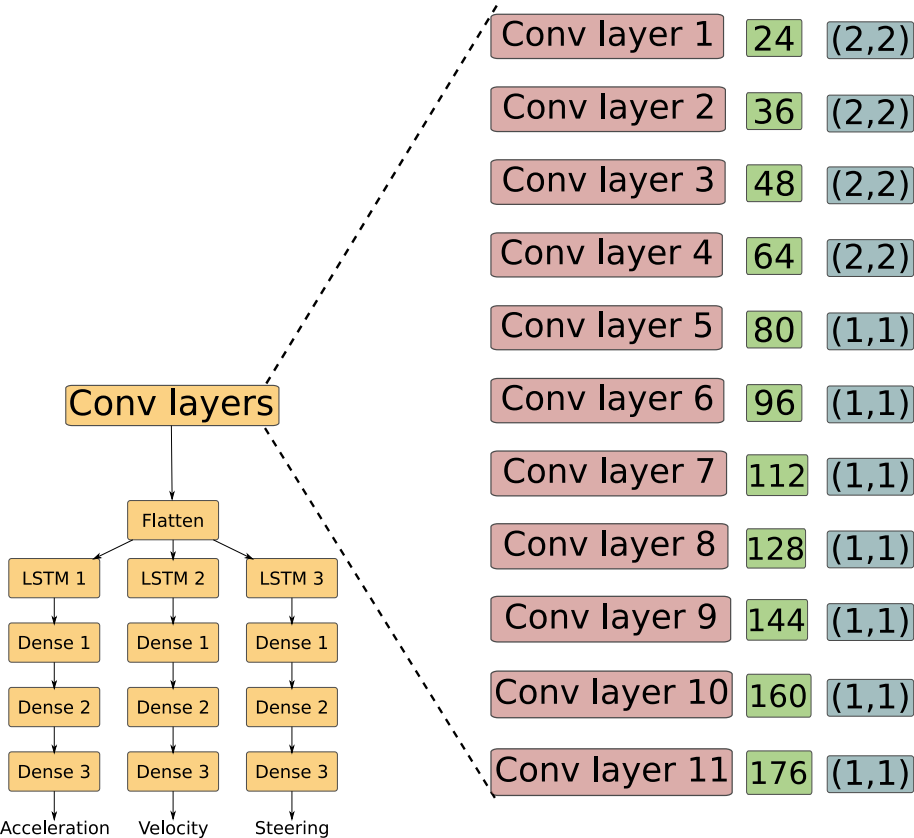 Conv layer 1 24 (2,2)
Conv layer 2 36 (2,2)
Conv layer 3 48 (2,2)
Conv layer 4 64 (2,2)
Conv layer 5 80 (1,1)
Conv layer 6 96 (1,1)
Conv layer 7 112 (1,1)
Conv layer 8 128 (1,1)
Conv layer 9 144 (1,1)
Conv layer 10 160 (1,1)
Conv layer 11 176 (1,1)
Conv layers
Flatten
LSTM 1 LSTM 2 LSTM 3
Dense 1 Dense 1 Dense 1
Dense 2 Dense 2 Dense 2
Dense 3 Dense 3 Dense 3
Acceleration Velocity Steering